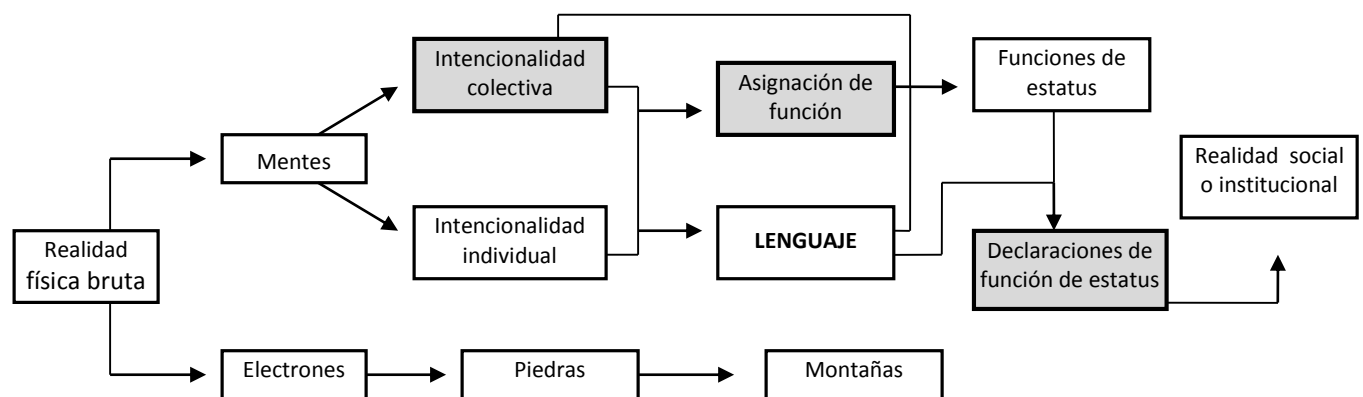 Intencionalidad
colectiva
Asignación de
función
Funciones de
estatus
Mentes
Realidad social
o institucional
Intencionalidad
individual
LENGUAJE
Realidad
física bruta
Declaraciones de
función de estatus
Electrones
Piedras
Montañas